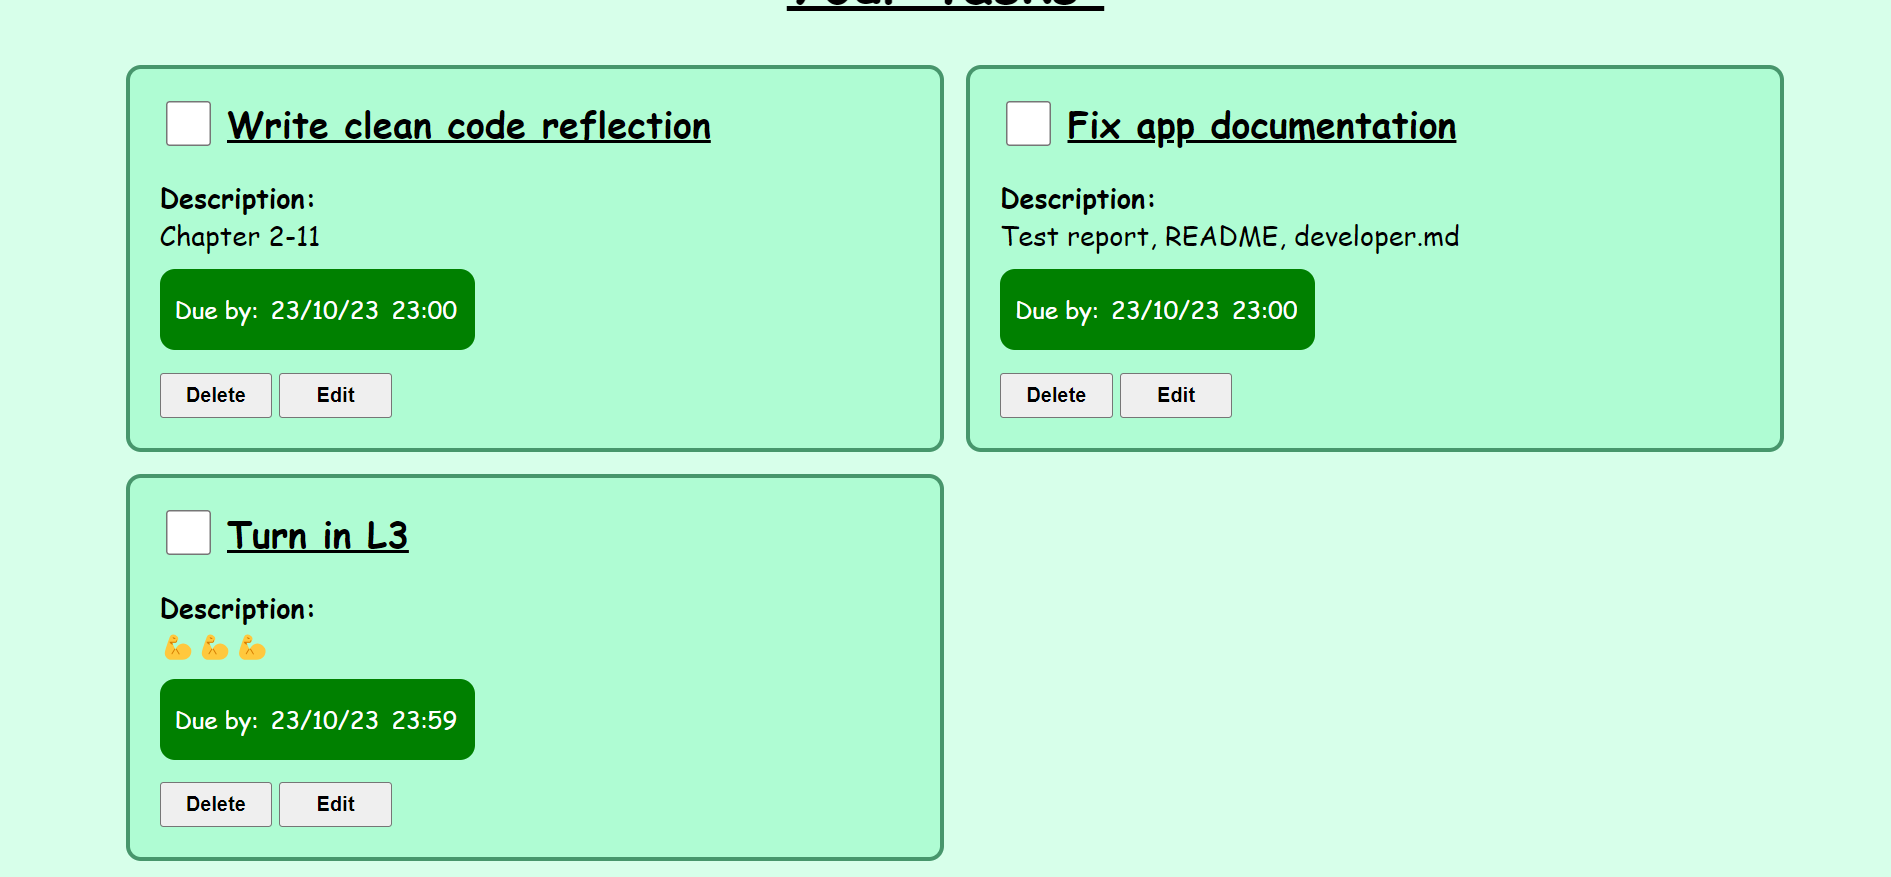 Your Tasks
Write clean code reflection
Description:
Chapter 2-11
Due by: 23/10/23 23:00
Delete Edit
Fix app documentation
Description:
Test report, README, developer.md
Due by: 23/10/23 23:00
Delete Edit
Turn in L3
Description:
💪💪💪
Due by: 23/10/23 23:59
Delete Edit